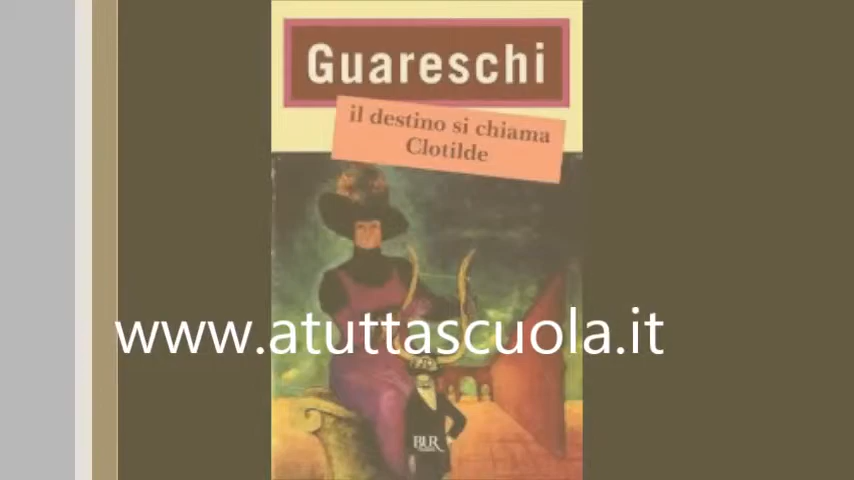 Guareschi
il destino si chiama
Clotilde
www.atuttascuola.it
BUR